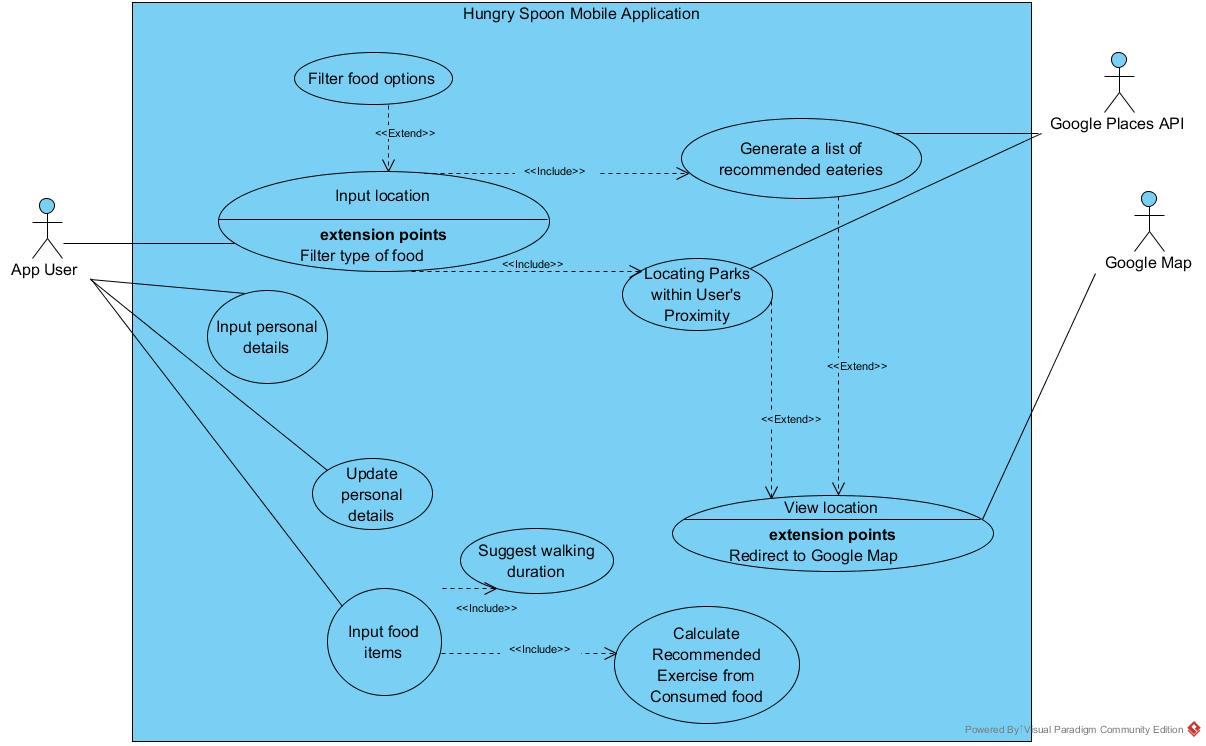 Hungry Spoon Mobile Application
Filter food options
<<Extend>>
Input location
extension points
Filter type of food
<<Include>>
<<Include>>
Generate a list of
recommended eateries
Google Places API
App User
Google Map
Locating Parks
within User's
Proximity
Input personal
details
<<Extend>>
<<Extend>>
Update
personal
details
View location
extension points
Redirect to Google Map
Suggest walking
duration
<<Include>>
Input food
items
<<Include>>
Calculate
Recommended
Exercise from
Consumed food
Powered By Visual Paradigm Community Edition